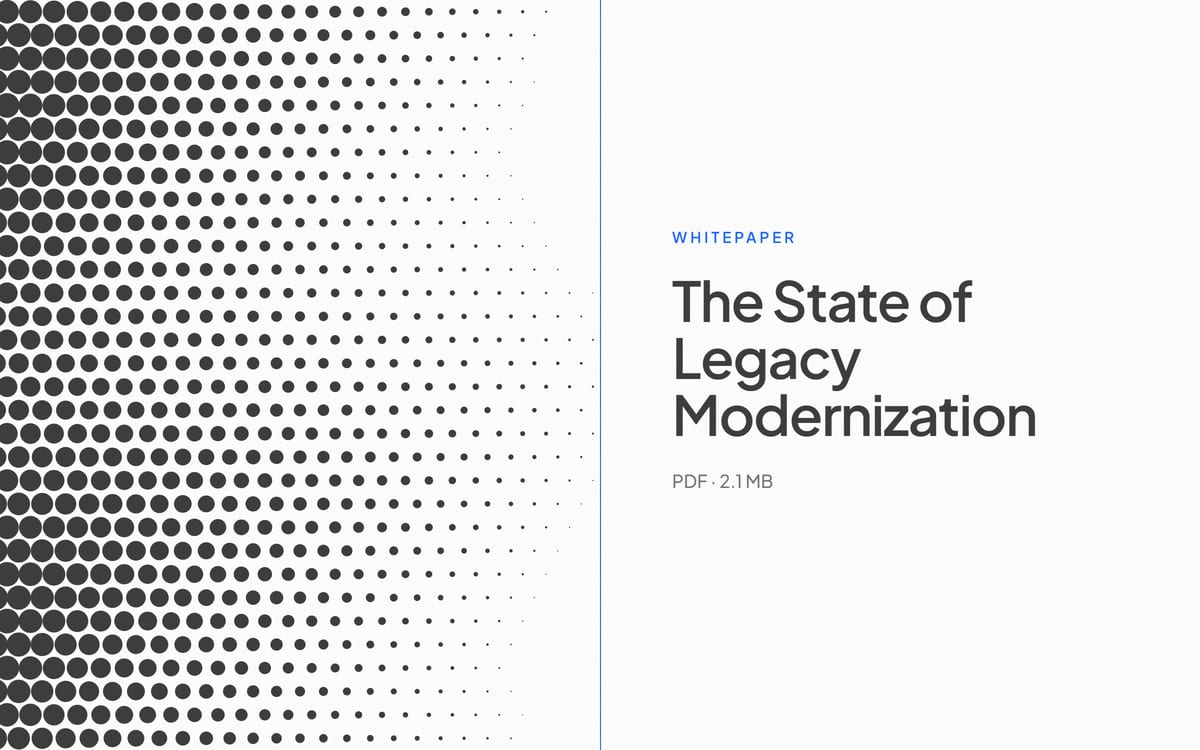 WHITEPAPER
The State of
Legacy
Modernization
PDF · 2.1 MB